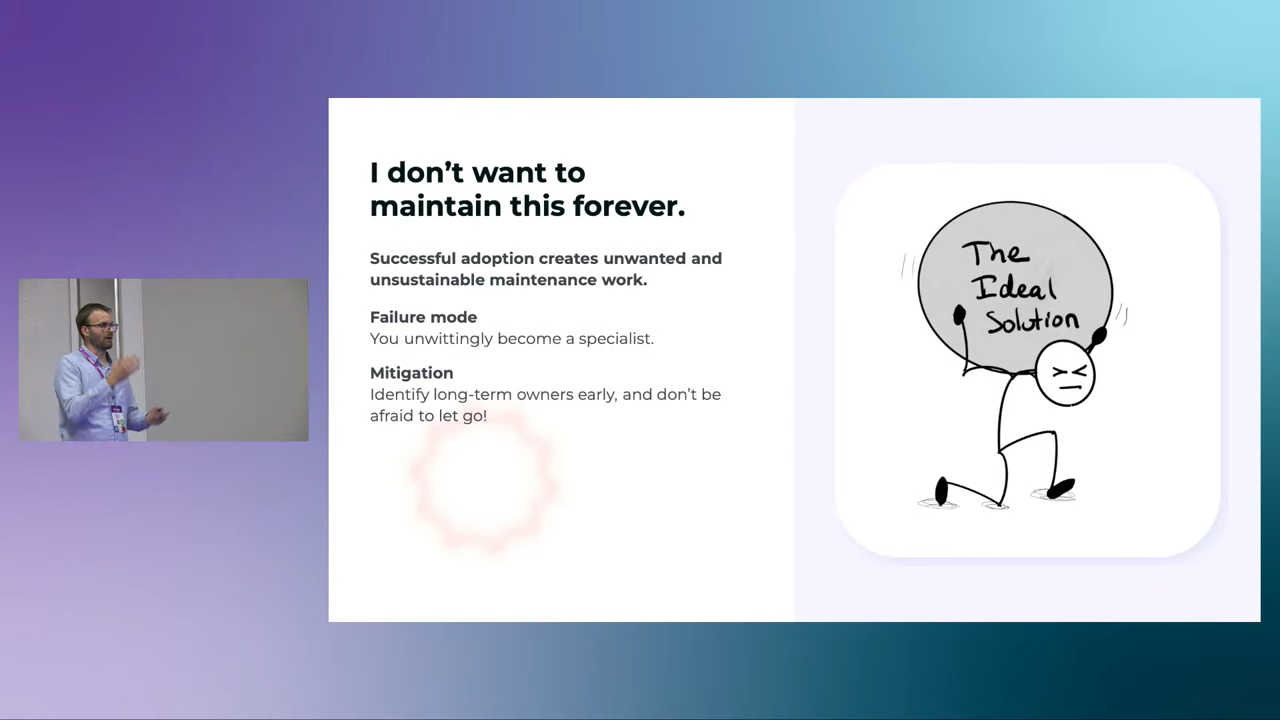 I don’t want to
maintain this forever.
Successful adoption creates unwanted and
unsustainable maintenance work.
Failure mode
You unwittingly become a specialist.
Mitigation
Identify long-term owners early, and don’t be
afraid to let go!
The
Ideal
Solution